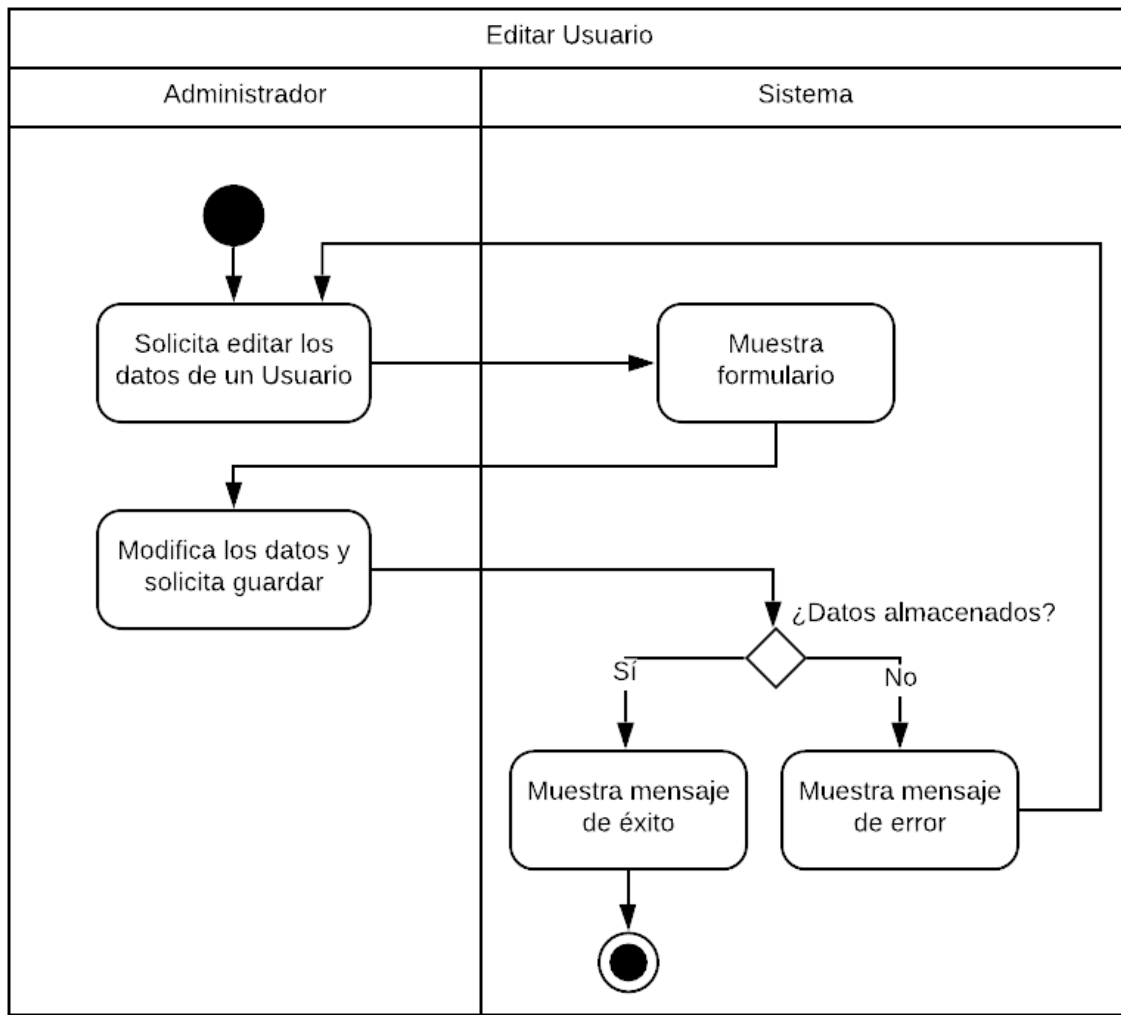 Editar Usuario
Administrador
Sistema
Solicita editar los
datos de un Usuario
Muestra
formulario
Modifica los datos y
solicita guardar
¿Datos almacenados?
Sí
No
Muestra mensaje
de éxito
Muestra mensaje
de error